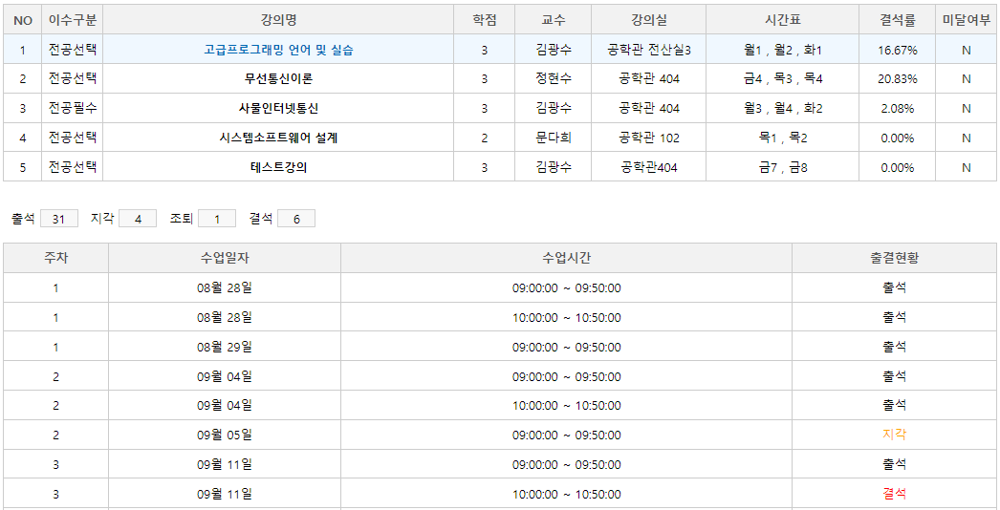 NO 이수구분 강의명 학점 교수 강의실 시간표 결석률 미달여부
1 전공선택 고급프로그래밍 언어 및 실습 3 김광수 공학관 전산실3 월1 , 월2 , 화1 16.67% N
2 전공선택 무선통신이론 3 정현수 공학관 404 금4 , 목3 , 목4 20.83% N
3 전공필수 사물인터넷통신 3 김광수 공학관 404 월3 , 월4 , 화2 2.08% N
4 전공선택 시스템소프트웨어 설계 2 문다희 공학관 102 목1 , 목2 0.00% N
5 전공선택 테스트강의 3 김광수 공학관404 금7 , 금8 0.00% N
출석 31 지각 4 조퇴 1 결석 6
주차 수업일자 수업시간 출결현황
1 08월 28일 09:00:00 ~ 09:50:00 출석
1 08월 28일 10:00:00 ~ 10:50:00 출석
1 08월 29일 09:00:00 ~ 09:50:00 출석
2 09월 04일 09:00:00 ~ 09:50:00 출석
2 09월 04일 10:00:00 ~ 10:50:00 출석
2 09월 05일 09:00:00 ~ 09:50:00 지각
3 09월 11일 09:00:00 ~ 09:50:00 출석
3 09월 11일 10:00:00 ~ 10:50:00 결석